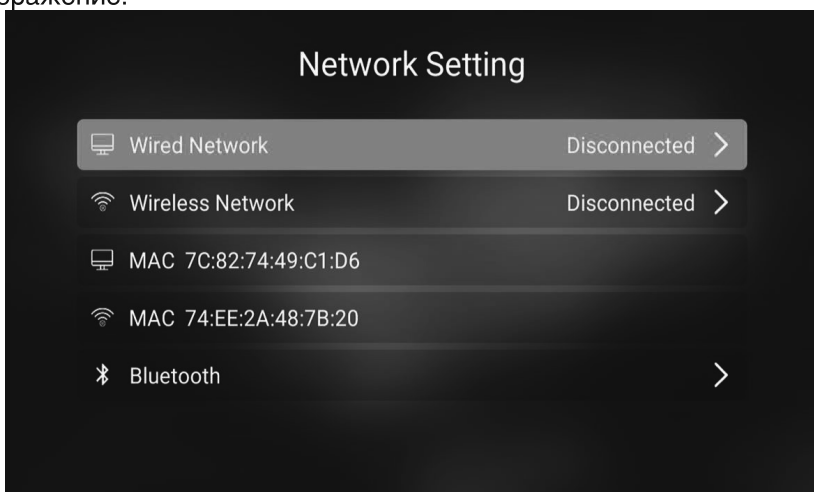 ображение.
Network Setting
Wired Network Disconnected
Wireless Network Disconnected
MAC 7C:82:74:49:C1:D6
MAC 74:EE:2A:48:7B:20
Bluetooth